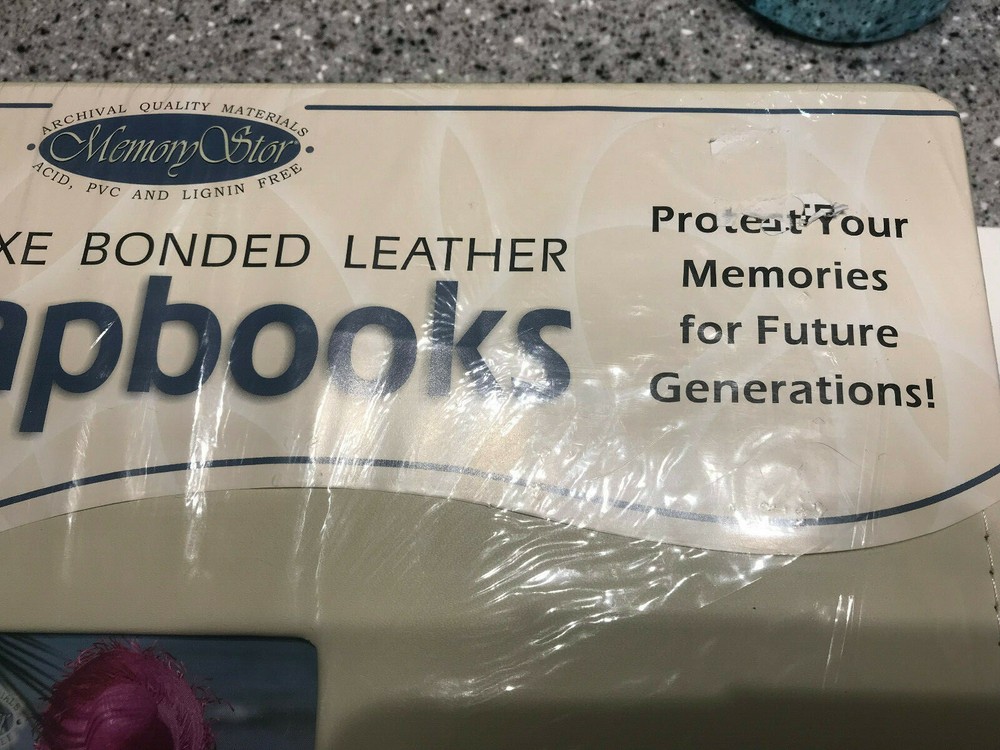 ARCHIVAL QUALITY MATERIALS
MemoryStor
ACID, PVC AND LIGNIN FREE
XE BONDED LEATHER
apbooks
Protect Your
Memories
for Future
Generations!